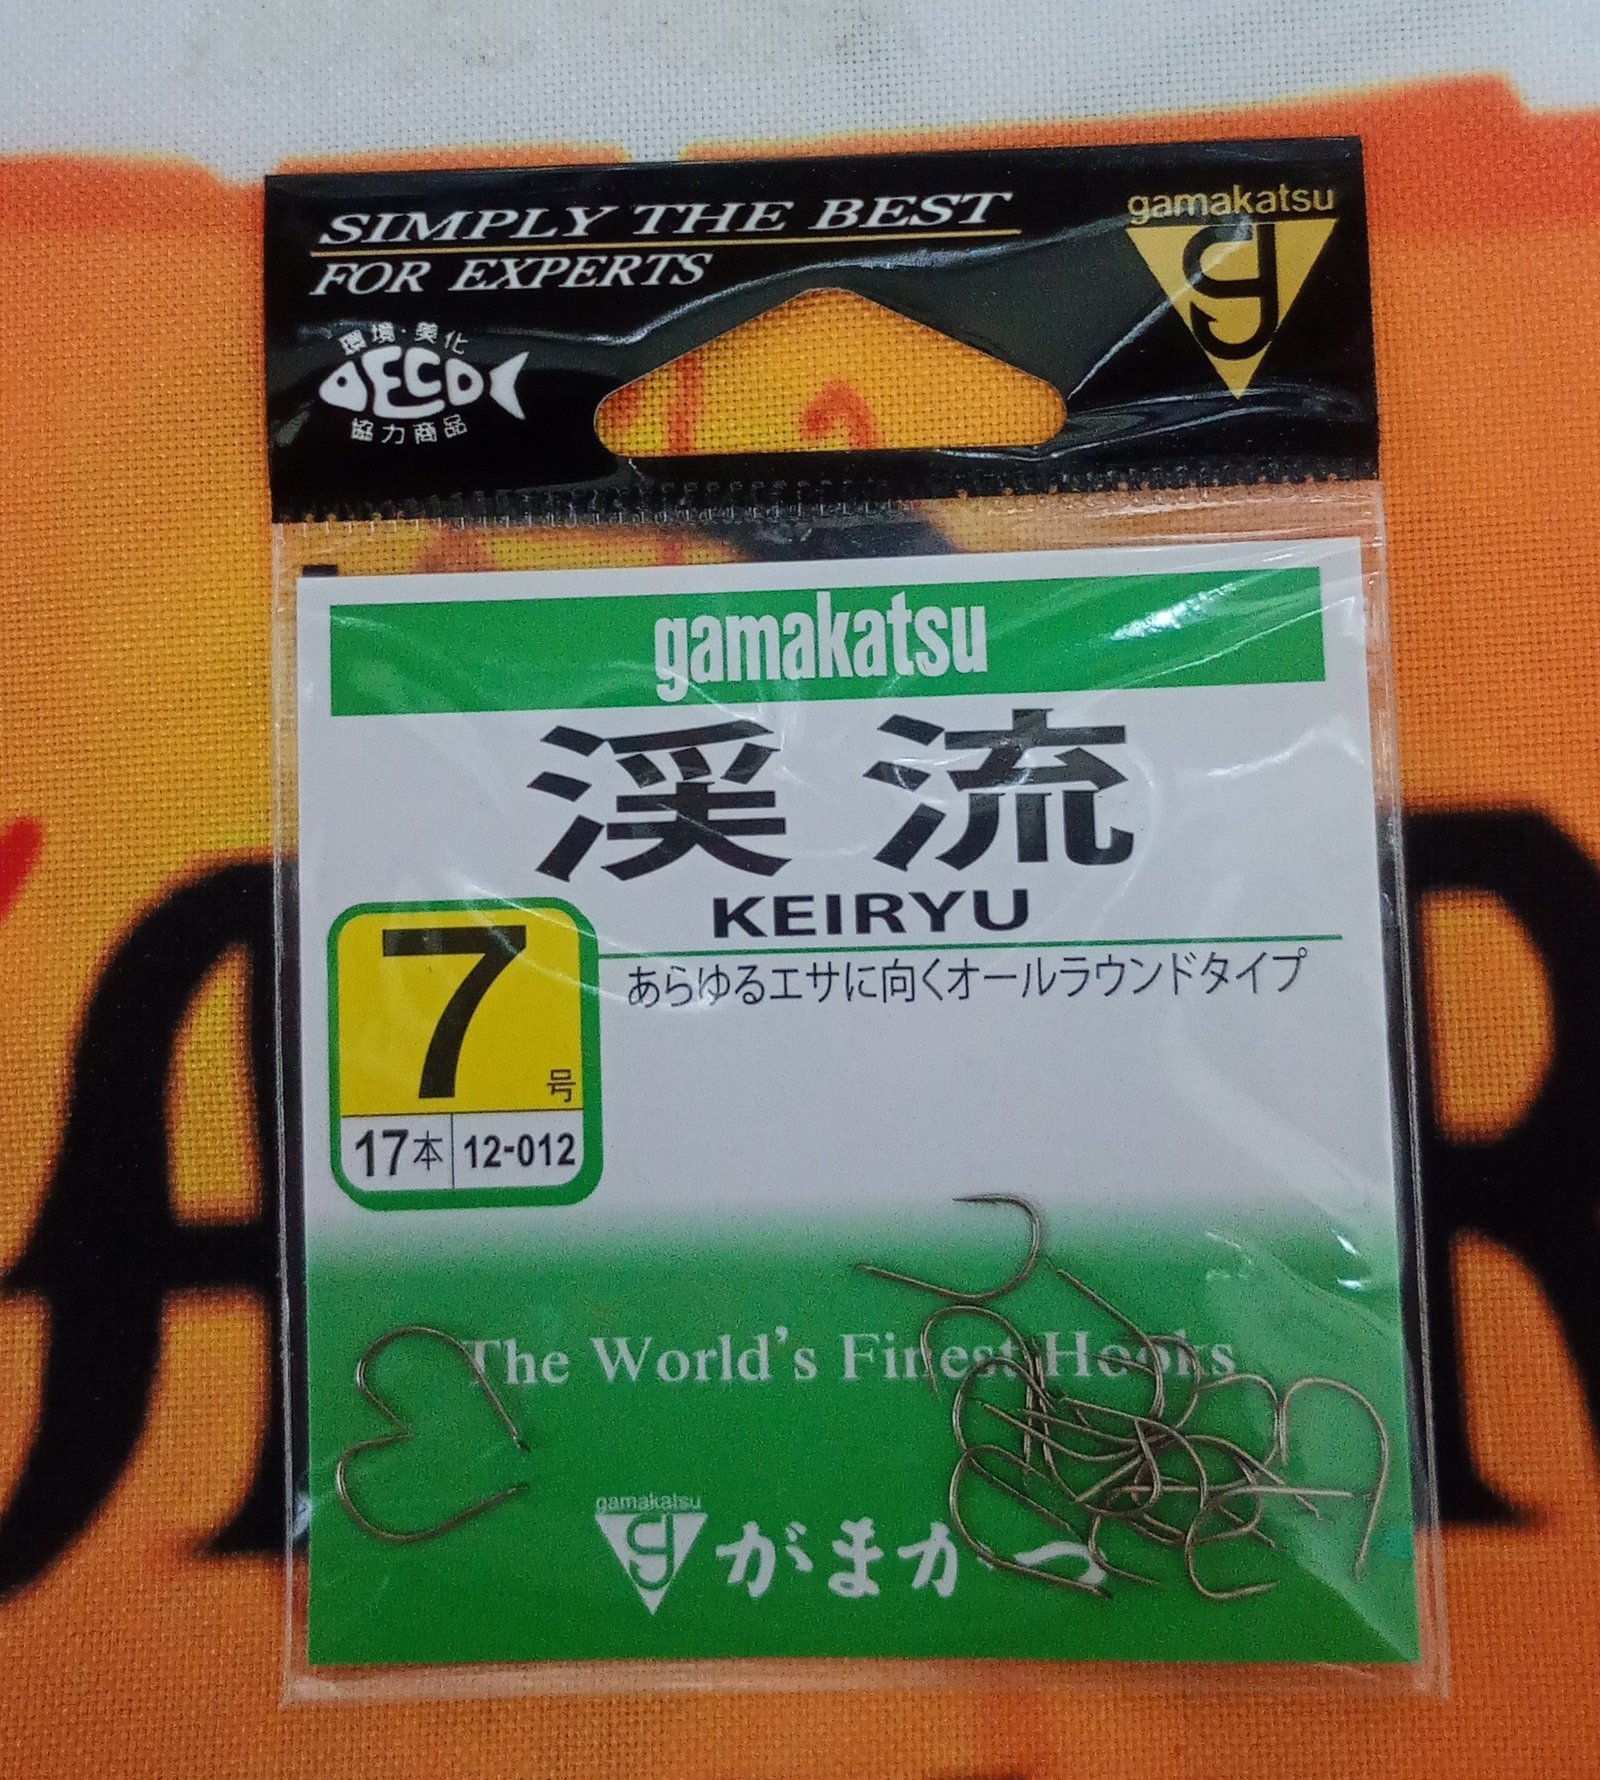 SIMPLY THE BEST
FOR EXPERTS
gamakatsu
環境・美化
ECO
協力商品
gamakatsu
渓流
KEIRYU
あらゆるエサに向くオールラウンドタイプ
7号
17本 12-012
The World's Finest Hooks
gamakatsu
がまかつ